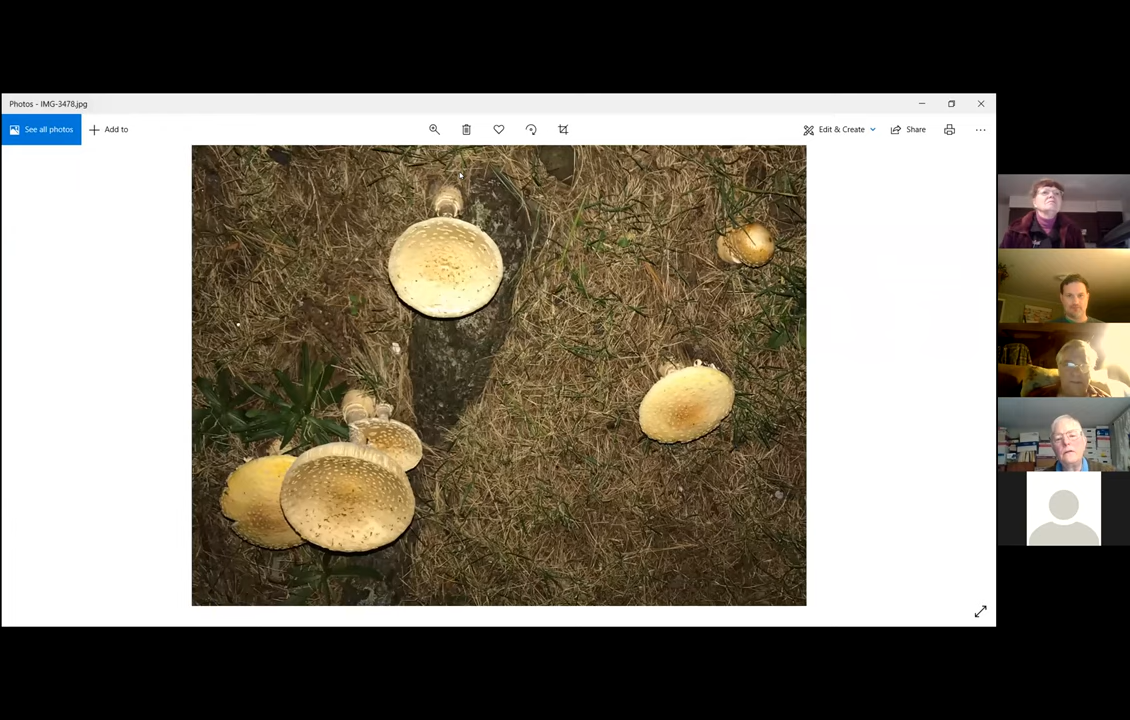 Photos - IMG-3478.jpg
See all photos
Add to
Edit & Create
Share